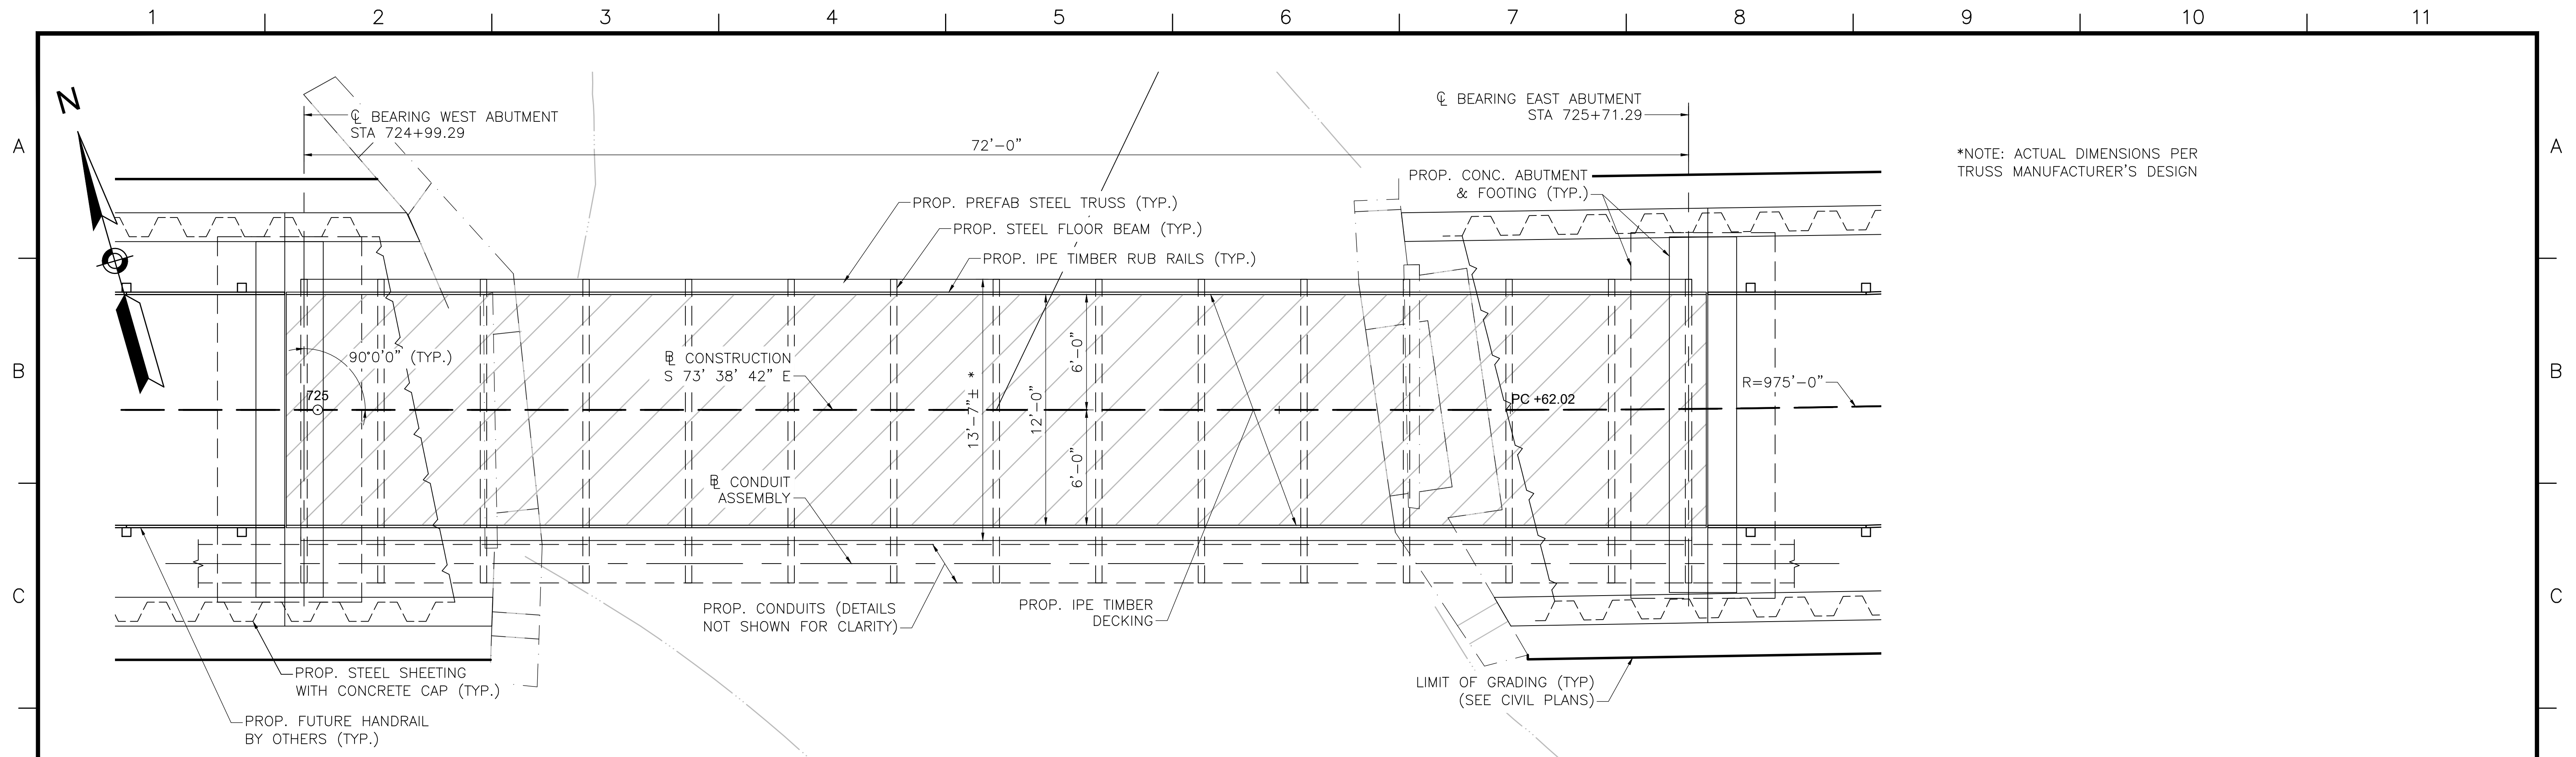 1 2 3 4 5 6 7 8 9 10 11
N
A
A
B
B
C
C
℄ BEARING WEST ABUTMENT
STA 724+99.29
℄ BEARING EAST ABUTMENT
STA 725+71.29
72'-0"
*NOTE: ACTUAL DIMENSIONS PER
TRUSS MANUFACTURER'S DESIGN
PROP. CONC. ABUTMENT
& FOOTING (TYP.)
PROP. PREFAB STEEL TRUSS (TYP.)
PROP. STEEL FLOOR BEAM (TYP.)
PROP. IPE TIMBER RUB RAILS (TYP.)
90°0'0" (TYP.)
725
BL CONSTRUCTION
S 73' 38' 42" E
13'-7"± *
12'-0"
6'-0"
6'-0"
PC +62.02
R=975'-0"
BL CONDUIT
ASSEMBLY
PROP. CONDUITS (DETAILS
NOT SHOWN FOR CLARITY)
PROP. IPE TIMBER
DECKING
PROP. STEEL SHEETING
WITH CONCRETE CAP (TYP.)
LIMIT OF GRADING (TYP)
(SEE CIVIL PLANS)
PROP. FUTURE HANDRAIL
BY OTHERS (TYP.)